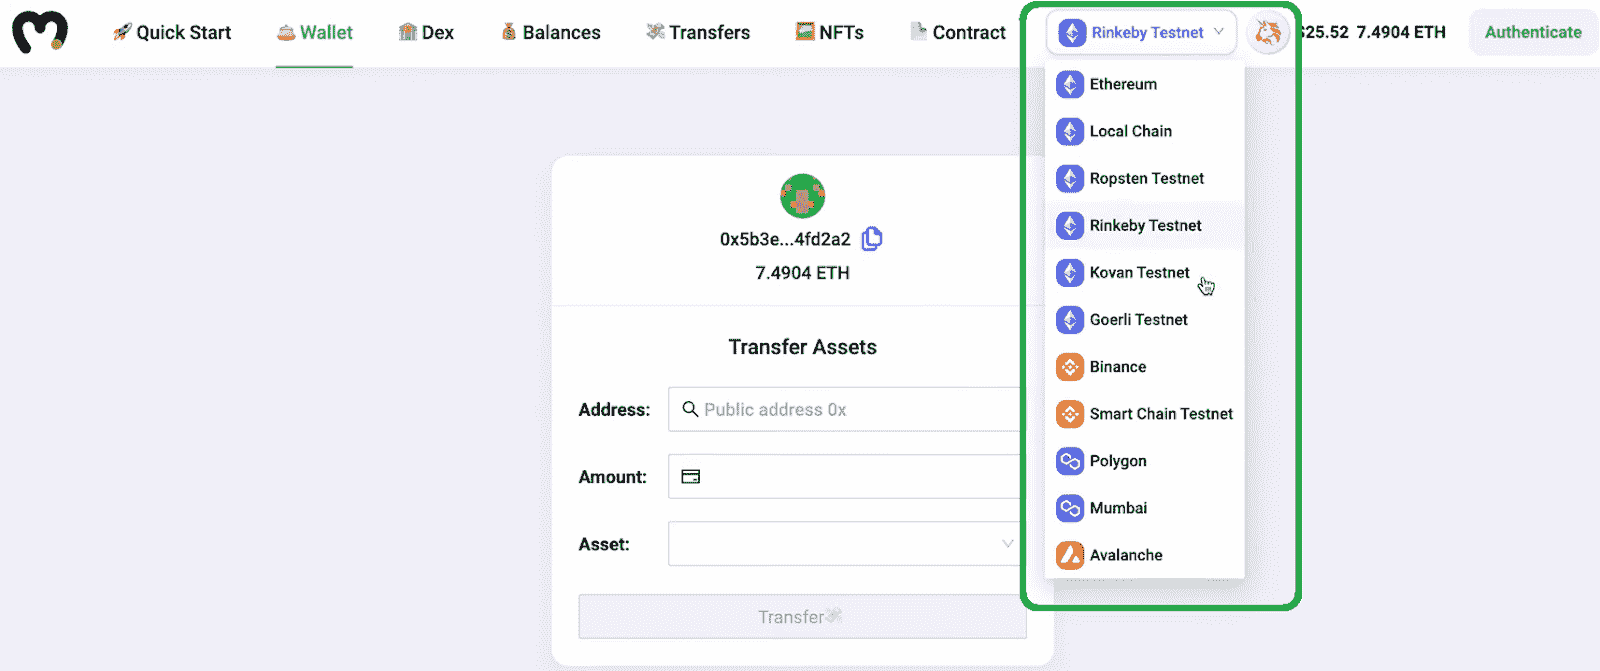 Quick Start
Wallet
Dex
Balances
Transfers
NFTs
Contract
Rinkeby Testnet
$25.52 7.4904 ETH
Authenticate
Ethereum
Local Chain
Ropsten Testnet
Rinkeby Testnet
Kovan Testnet
Goerli Testnet
Binance
Smart Chain Testnet
Polygon
Mumbai
Avalanche
0x5b3e...4fd2a2
7.4904 ETH
Transfer Assets
Address: Public address 0x
Amount:
Asset:
Transfer